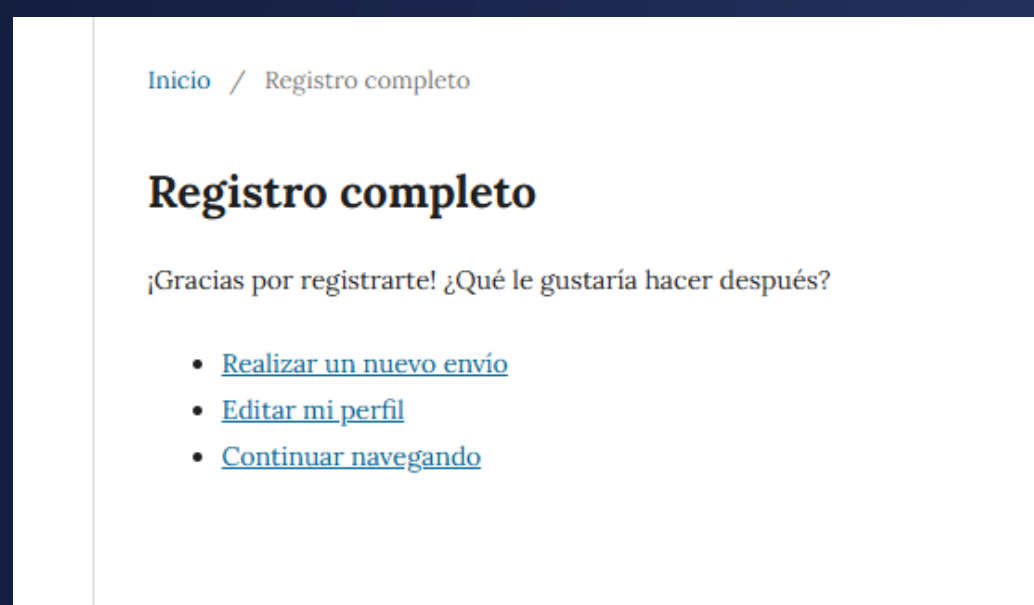 Inicio / Registro completo
Registro completo
¡Gracias por registrarte! ¿Qué le gustaría hacer después?
Realizar un nuevo envío
Editar mi perfil
Continuar navegando